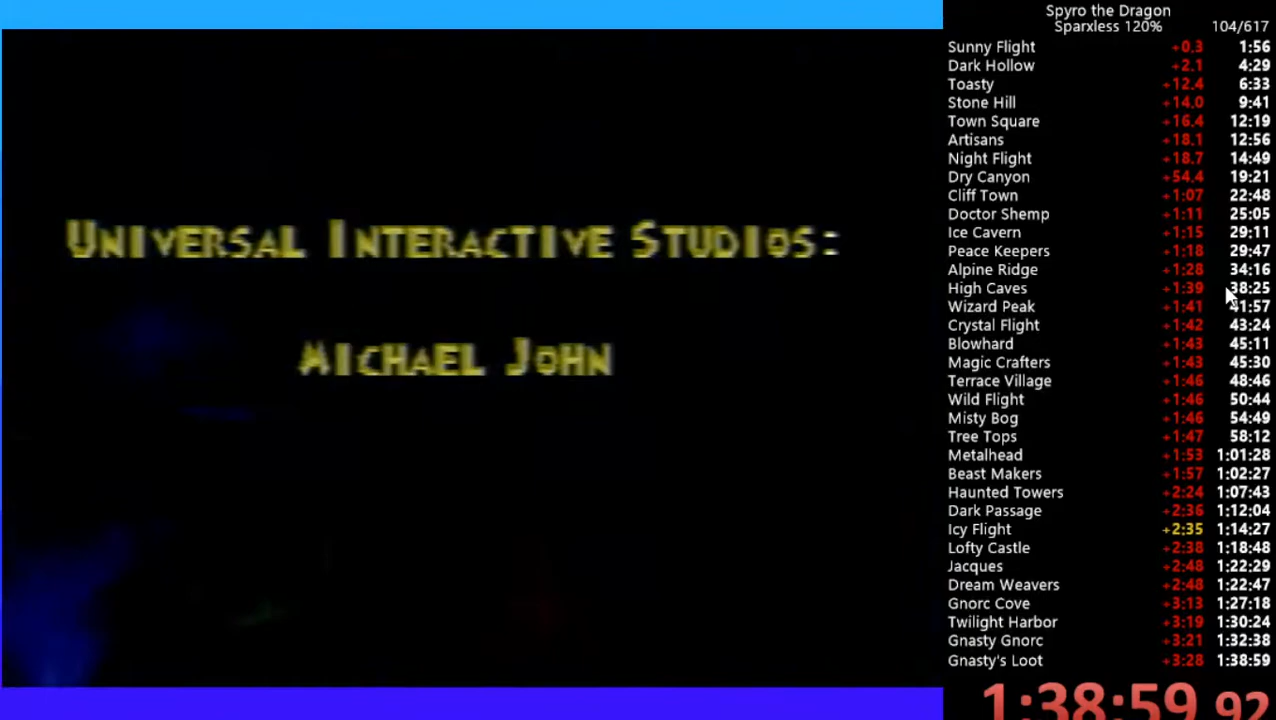 Spyro the Dragon
Sparxless 120% 104/617
Sunny Flight +0.3 1:56
Dark Hollow +2.1 4:29
Toasty +12.4 6:33
Stone Hill +14.0 9:41
Town Square +16.4 12:19
Artisans +18.1 12:56
Night Flight +18.7 14:49
Dry Canyon +54.4 19:21
Cliff Town +1:07 22:48
Doctor Shemp +1:11 25:05
Ice Cavern +1:15 29:11
Peace Keepers +1:18 29:47
Alpine Ridge +1:28 34:16
High Caves +1:39 38:25
Wizard Peak +1:41 41:57
Crystal Flight +1:42 43:24
Blowhard +1:43 45:11
Magic Crafters +1:43 45:30
Terrace Village +1:46 48:46
Wild Flight +1:46 50:44
Misty Bog +1:46 54:49
Tree Tops +1:47 58:12
Metalhead +1:53 1:01:28
Beast Makers +1:57 1:02:27
Haunted Towers +2:24 1:07:43
Dark Passage +2:36 1:12:04
Icy Flight +2:35 1:14:27
Lofty Castle +2:38 1:18:48
Jacques +2:48 1:22:29
Dream Weavers +2:48 1:22:47
Gnorc Cove +3:13 1:27:18
Twilight Harbor +3:19 1:30:24
Gnasty Gnorc +3:21 1:32:38
Gnasty's Loot +3:28 1:38:59
1:38:59.92
Universal Interactive Studios:
Michael John